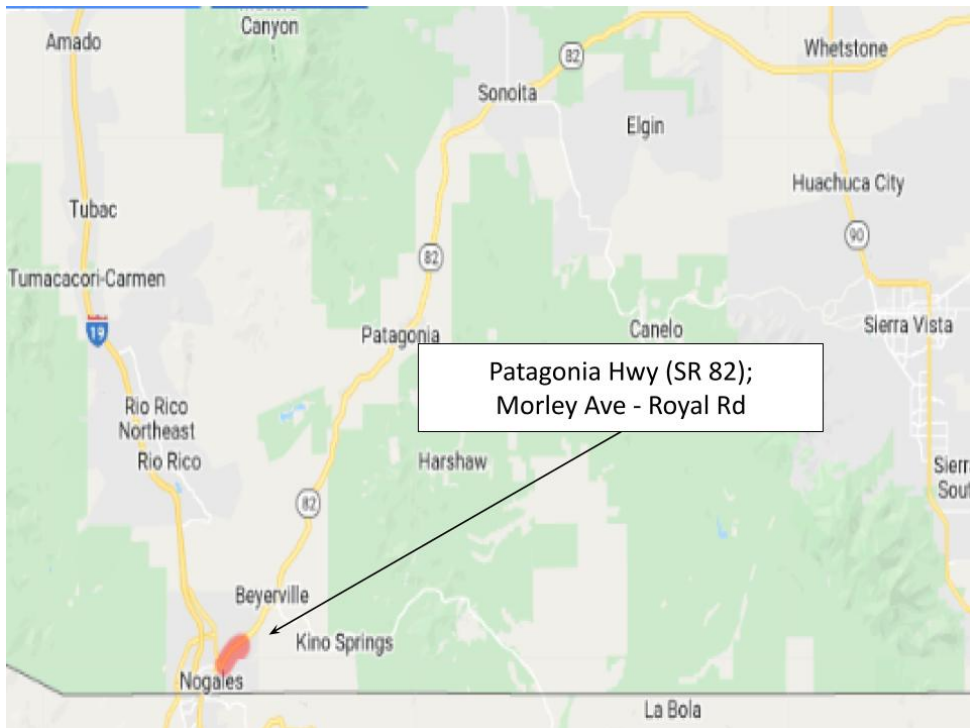 Canyon
Amado
82
Whetstone
Sonoita
Elgin
Huachuca City
Tubac
90
82
Tumacacori-Carmen
19
Patagonia
Canelo
Sierra Vista
Patagonia Hwy (SR 82);
Morley Ave - Royal Rd
Rio Rico
Northeast
Rio Rico
Harshaw
Sierr
Sout
82
Beyerville
Kino Springs
Nogales
La Bola